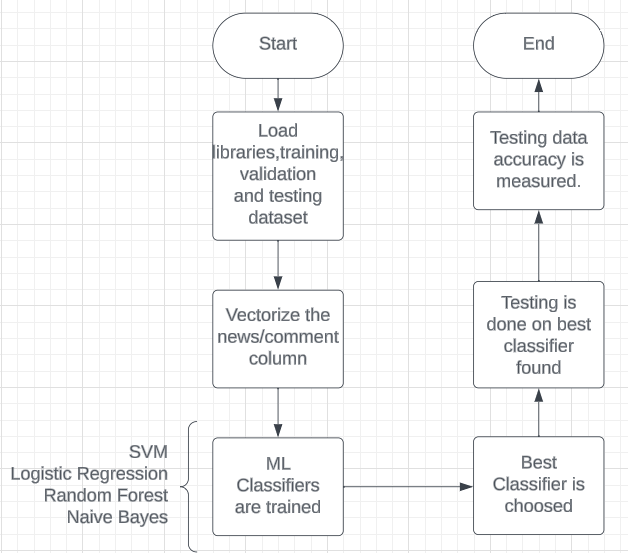 Start
Load
libraries,training,
validation
and testing
dataset
Vectorize the
news/comment
column
SVM
Logistic Regression
Random Forest
Naive Bayes
ML
Classifiers
are trained
Best
Classifier is
choosed
Testing is
done on best
classifier
found
Testing data
accuracy is
measured.
End